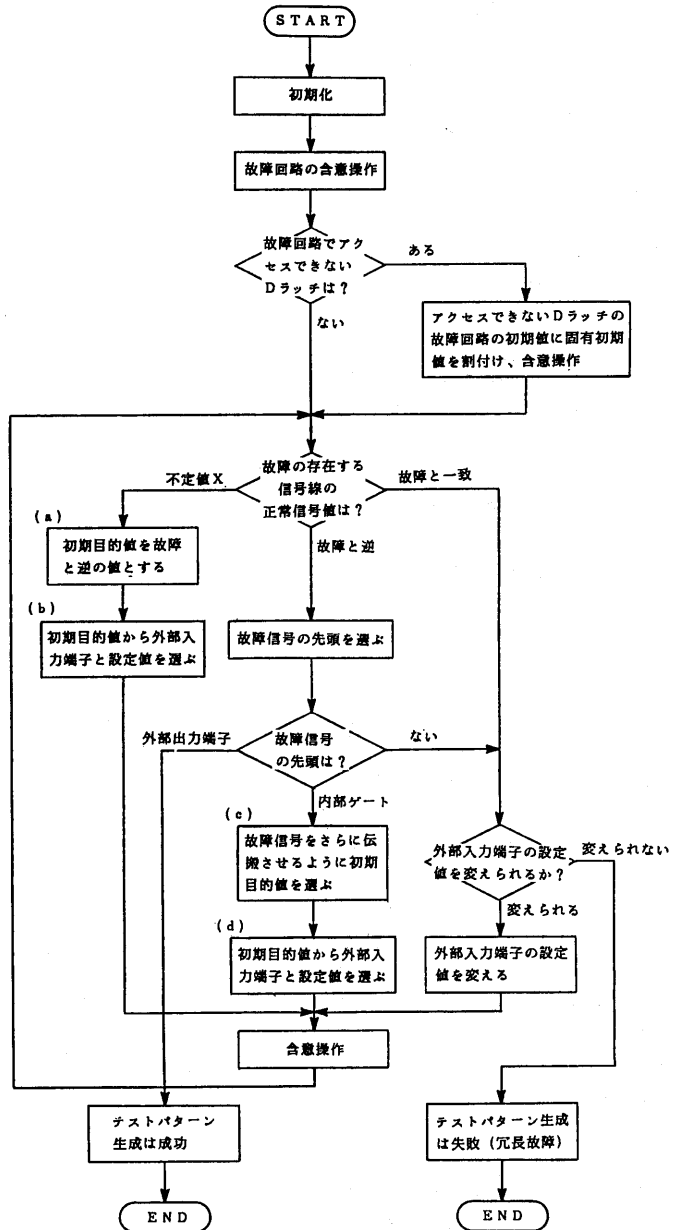 START
初期化
故障回路の含意操作
故障回路でアク
セスできない
Dラッチは？
ある
ない
アクセスできないDラッチの
故障回路の初期値に固有初期
値を割付け、含意操作
故障の存在する
信号線の
正常信号値は？
不定値X
故障と一致
故障と逆
(a)
初期目的値を故障
と逆の値とする
(b)
初期目的値から外部入
力端子と設定値を選ぶ
故障信号の先頭を選ぶ
外部出力端子
故障信号
の先頭は？
ない
内部ゲート
(c)
故障信号をさらに伝
搬させるように初期
目的値を選ぶ
外部入力端子の設定
値を変えられるか？
変えられない
変えられる
(d)
初期目的値から外部入
力端子と設定値を選ぶ
外部入力端子の設定
値を変える
含意操作
テストパターン
生成は成功
テストパターン生成
は失敗（冗長故障）
END
END